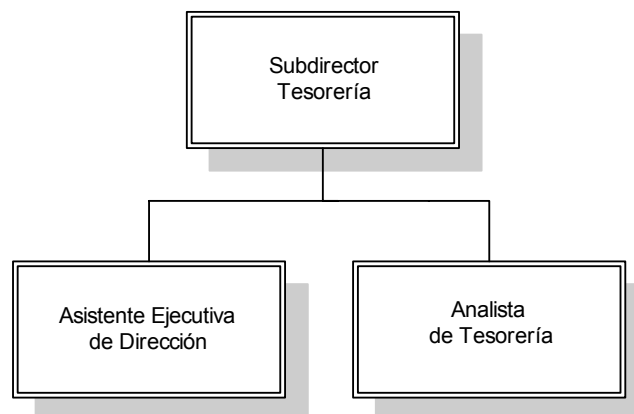 Subdirector
Tesorería
Asistente Ejecutiva
de Dirección
Analista
de Tesorería